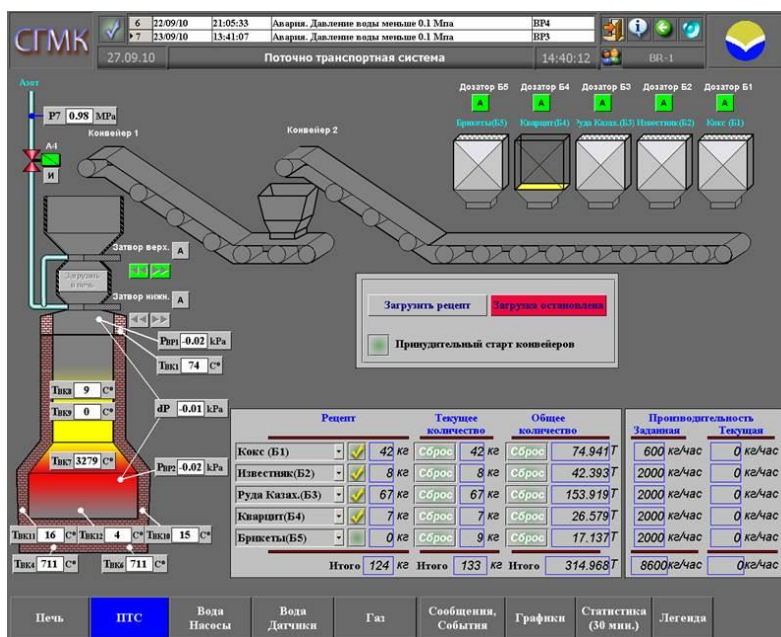 СГМК
6 22/09/10 21:05:33 Авария. Давление воды меньше 0.1 Мпа ВР4
7 23/09/10 13:41:07 Авария. Давление воды меньше 0.1 Мпа ВР3
27.09.10 Поточно транспортная система 14:40:12 BR-1
Азот
P7 0.98 MPa
А4
И
Конвейер 1
Конвейер 2
Дозатор Б5 Дозатор Б4 Дозатор Б3 Дозатор Б2 Дозатор Б1
А А А А А
Брикеты(Б5) Кварцит(Б4) Руда Казах.(Б3) Известняк(Б2) Кокс (Б1)
Затвор верх. А
Загрузить в печь
Затвор нижн. А
Загрузить рецепт Загрузка остановлена
Принудительный старт конвейеров
PВР1 -0.02 kPa
TВК1 74 C°
TВК8 9 C°
TВК9 0 C°
dP -0.01 kPa
TВК7 3279 C°
PВР2 -0.02 kPa
TВК11 16 C° TВК12 4 C° TВК10 15 C°
TВК4 711 C° TВК6 711 C°
Рецепт Текущее количество Общее количество
Кокс (Б1) 42 кг Сброс 42 кг Сброс 74.941 Т
Известняк(Б2) 8 кг Сброс 8 кг Сброс 42.393 Т
Руда Казах.(Б3) 67 кг Сброс 67 кг Сброс 153.919 Т
Кварцит(Б4) 7 кг Сброс 7 кг Сброс 26.579 Т
Брикеты(Б5) 0 кг Сброс 9 кг Сброс 17.137 Т
Итого 124 кг Итого 133 кг Итого 314.968 Т
Производительность
Заданная Текущая
600 кг/час 0 кг/час
2000 кг/час 0 кг/час
2000 кг/час 0 кг/час
2000 кг/час 0 кг/час
2000 кг/час 0 кг/час
8600 кг/час 0 кг/час
Печь ПТС Вода Насосы Вода Датчики Газ Сообщения, События Графики Статистика (30 мин.) Легенда